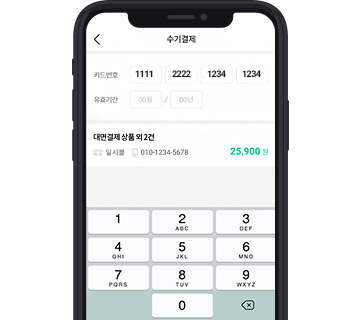 수기결제
카드번호 1111 2222 1234 1234
유효기간 00월 / 00년
대면결제 상품 외 2건
일시불 010-1234-5678 25,900 원
1 2 ABC 3 DEF
4 GHI 5 JKL 6 MNO
7 PQRS 8 TUV 9 WXYZ
0